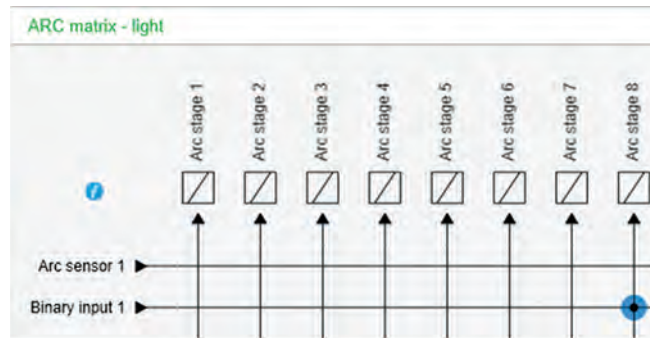 ARC matrix - light
Arc stage 1
Arc stage 2
Arc stage 3
Arc stage 4
Arc stage 5
Arc stage 6
Arc stage 7
Arc stage 8
i
Arc sensor 1
Binary input 1